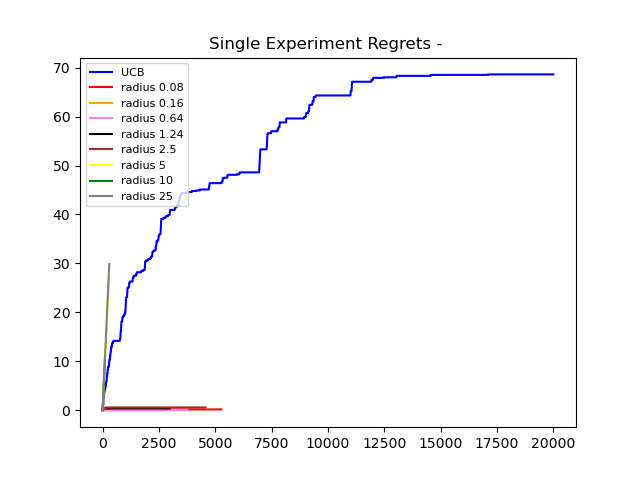 Single Experiment Regrets -
70
60
50
40
30
20
10
0
UCB
radius 0.08
radius 0.16
radius 0.64
radius 1.24
radius 2.5
radius 5
radius 10
radius 25
0 2500 5000 7500 10000 12500 15000 17500 20000